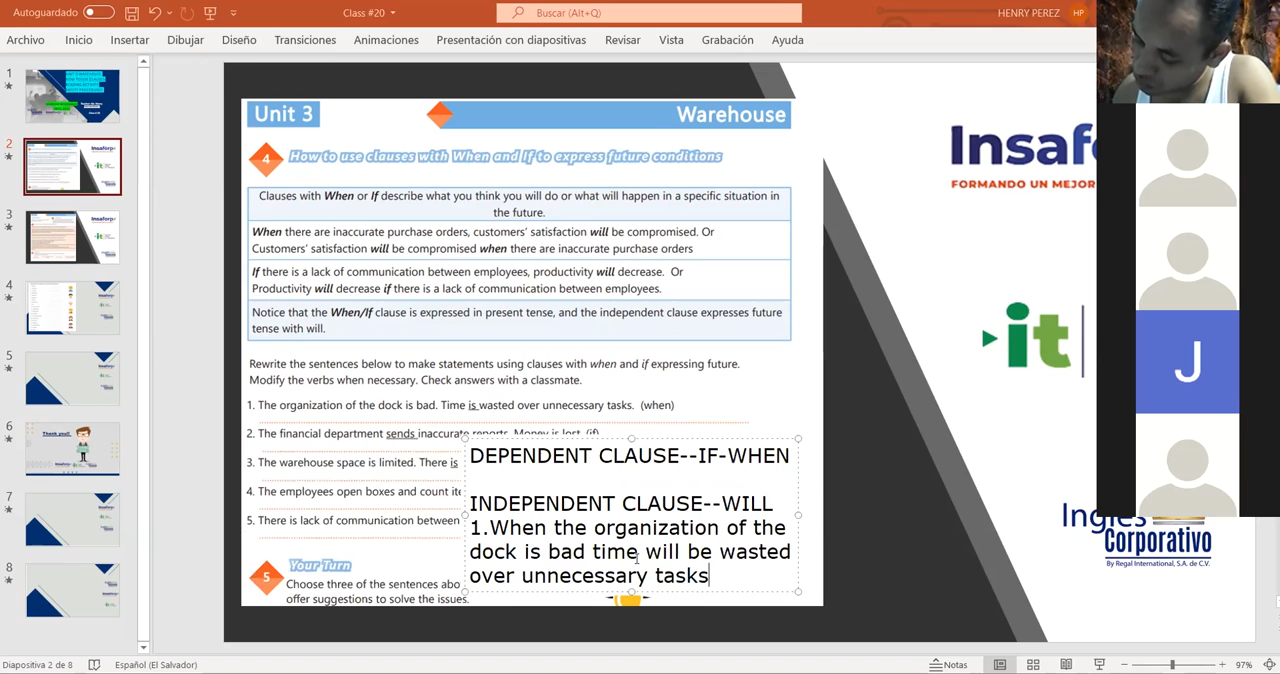 Autoguardado
Class #20
Buscar (Alt+Q)
HENRY PEREZ
HP
Archivo
Inicio
Insertar
Dibujar
Diseño
Transiciones
Animaciones
Presentación con diapositivas
Revisar
Vista
Grabación
Ayuda
1
2
3
4
5
6
7
8
Unit 3
Warehouse
4
How to use clauses with When and If to express future conditions
Clauses with When or If describe what you think you will do or what will happen in a specific situation in
the future.
When there are inaccurate purchase orders, customers' satisfaction will be compromised. Or
Customers' satisfaction will be compromised when there are inaccurate purchase orders
If there is a lack of communication between employees, productivity will decrease. Or
Productivity will decrease if there is a lack of communication between employees.
Notice that the When/If clause is expressed in present tense, and the independent clause expresses future
tense with will.
Rewrite the sentences below to make statements using clauses with when and if expressing future.
Modify the verbs when necessary. Check answers with a classmate.
1. The organization of the dock is bad. Time is wasted over unnecessary tasks. (when)
2. The financial department sends inaccurate reports. Money is lost. (if)
3. The warehouse space is limited. There is
4. The employees open boxes and count ite
5. There is lack of communication between
DEPENDENT CLAUSE--IF-WHEN
INDEPENDENT CLAUSE--WILL
1.When the organization of the
dock is bad time will be wasted
over unnecessary tasks
5
Your Turn
Choose three of the sentences abo
offer suggestions to solve the issues.
Insafo
FORMANDO UN MEJOR
it
J
Inglés
Corporativo
By Regal International, S.A. de C.V.
Diapositiva 2 de 8
Español (El Salvador)
Notas
97%